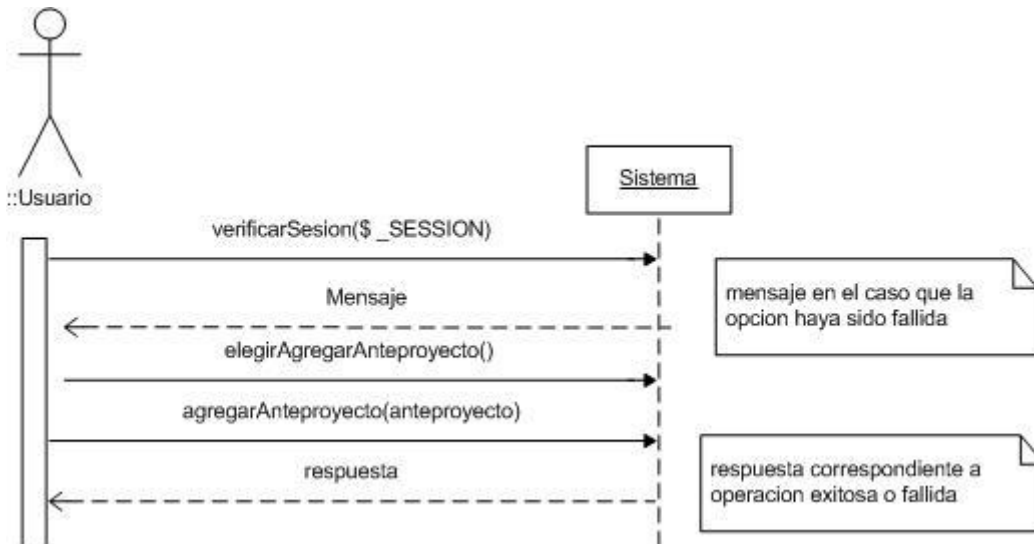 ::Usuario
Sistema
verificarSesion($ _SESSION)
Mensaje
mensaje en el caso que la
opcion haya sido fallida
elegirAgregarAnteproyecto()
agregarAnteproyecto(anteproyecto)
respuesta
respuesta correspondiente a
operacion exitosa o fallida